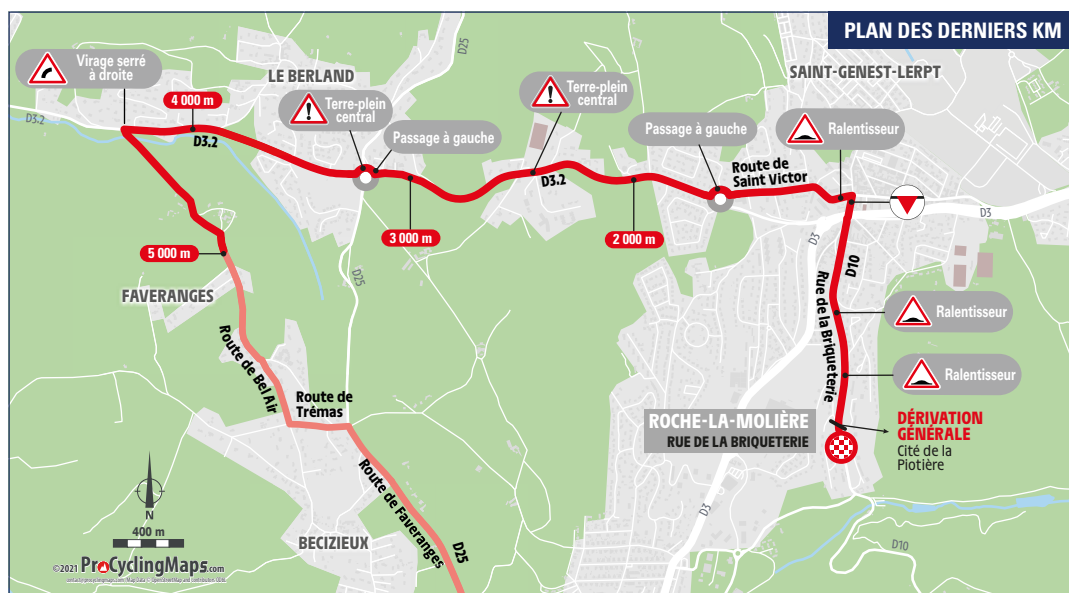 PLAN DES DERNIERS KM
Virage serré
à droite
4 000 m
D3.2
D3.2
LE BERLAND
D25
Terre-plein
central
Passage à gauche
3 000 m
Terre-plein
central
D3.2
2 000 m
Passage à gauche
Route de
Saint Victor
SAINT-GENEST-LERPT
Ralentisseur
D3
D3
D10
5 000 m
FAVERANGES
D25
Route de Bel Air
Route de
Trémas
Route de Faveranges
D25
BECIZIEUX
Rue de la Briqueterie
Ralentisseur
Ralentisseur
ROCHE-LA-MOLIÈRE
RUE DE LA BRIQUETERIE
DÉRIVATION
GÉNÉRALE
Cité de la
Piotière
D3
D10
N
400 m
©2021 ProCyclingMaps.com